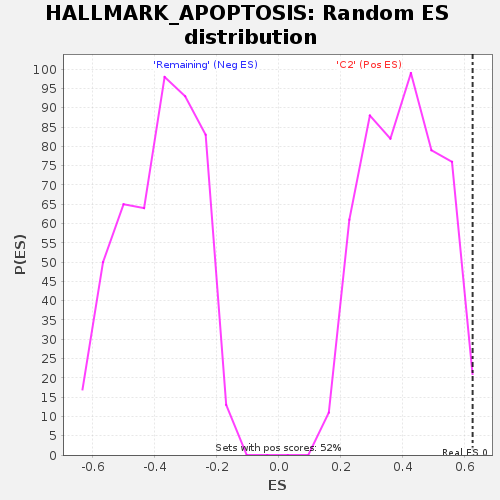 HALLMARK_APOPTOSIS: Random ES
distribution
'Remaining' (Neg ES) 'C2' (Pos ES)
100
95
90
85
80
75
70
65
60
55
50
45
40
35
30
25
20
15
10
5
0
P(ES)
Sets with pos scores: 52%
Real ES 0
-0.6 -0.4 -0.2 0.0 0.2 0.4 0.6
ES